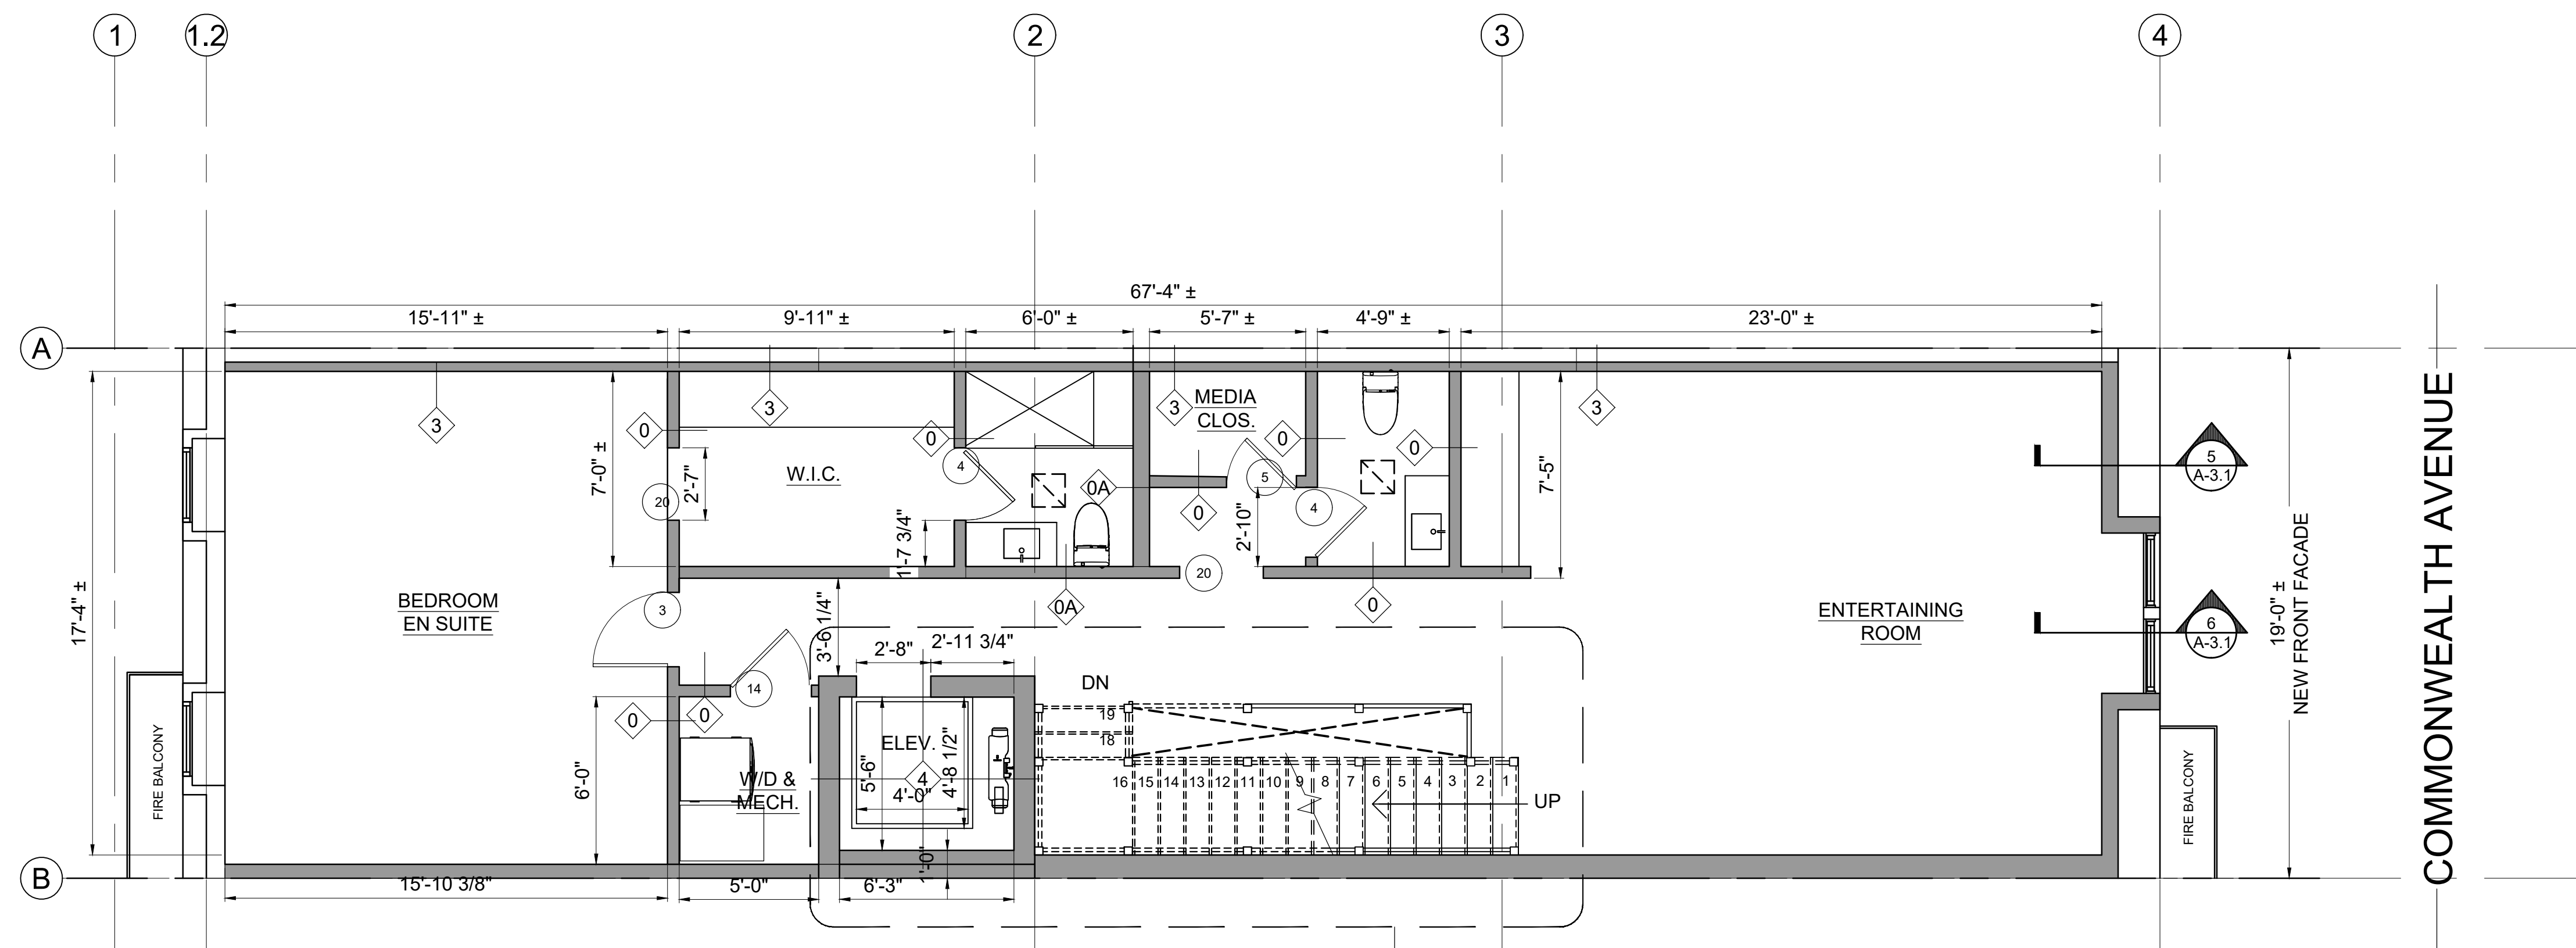 1
1.2
2
3
4
67'-4" ±
15'-11" ±
9'-11" ±
6'-0" ±
5'-7" ±
4'-9" ±
23'-0" ±
A
3
3
3
3
MEDIA
CLOS.
0
0
0
0
5
A-3.1
4
W.I.C.
7'-0" ±
2'-7"
20
0A
5
7'-5"
0
4
2'-10"
1'-7 3/4"
20
17'-4" ±
BEDROOM
EN SUITE
3
0A
0
3'-6 1/4"
ENTERTAINING
ROOM
6
A-3.1
19'-0" ±
NEW FRONT FACADE
COMMONWEALTH AVENUE
2'-8"
2'-11 3/4"
DN
14
0
0
19
18
ELEV.
5'-6"
4'-8 1/2"
4
4'-0"
W/D &
MECH.
6'-0"
16 15 14 13 12 11 10 9 8 7 6 5 4 3 2 1
UP
FIRE BALCONY
FIRE BALCONY
B
15'-10 3/8"
5'-0"
6'-3"
1'-0"